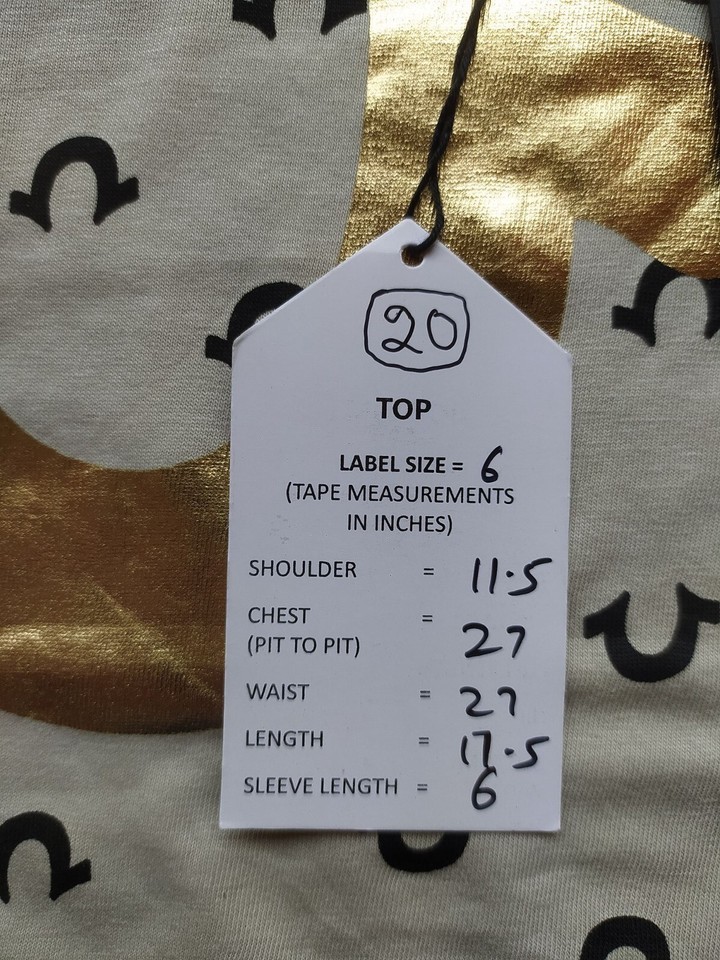 20
TOP
LABEL SIZE = 6
(TAPE MEASUREMENTS
IN INCHES)
SHOULDER = 11.5
CHEST =
(PIT TO PIT) 27
WAIST = 27
LENGTH = 17.5
SLEEVE LENGTH = 6